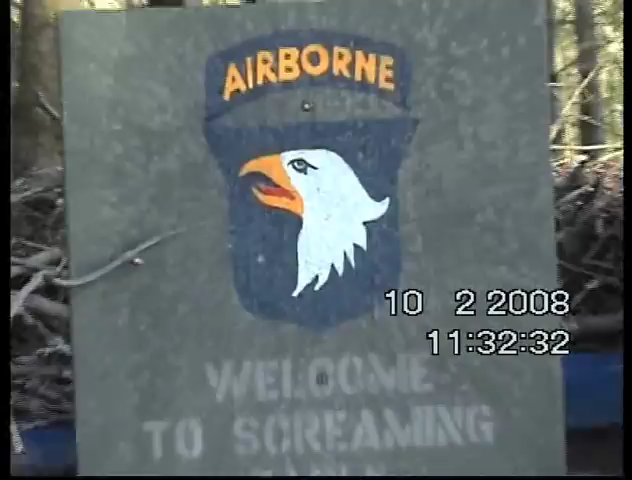 AIRBORNE
10 2 2008
11:32:32
WELCOME
TO SCREAMING